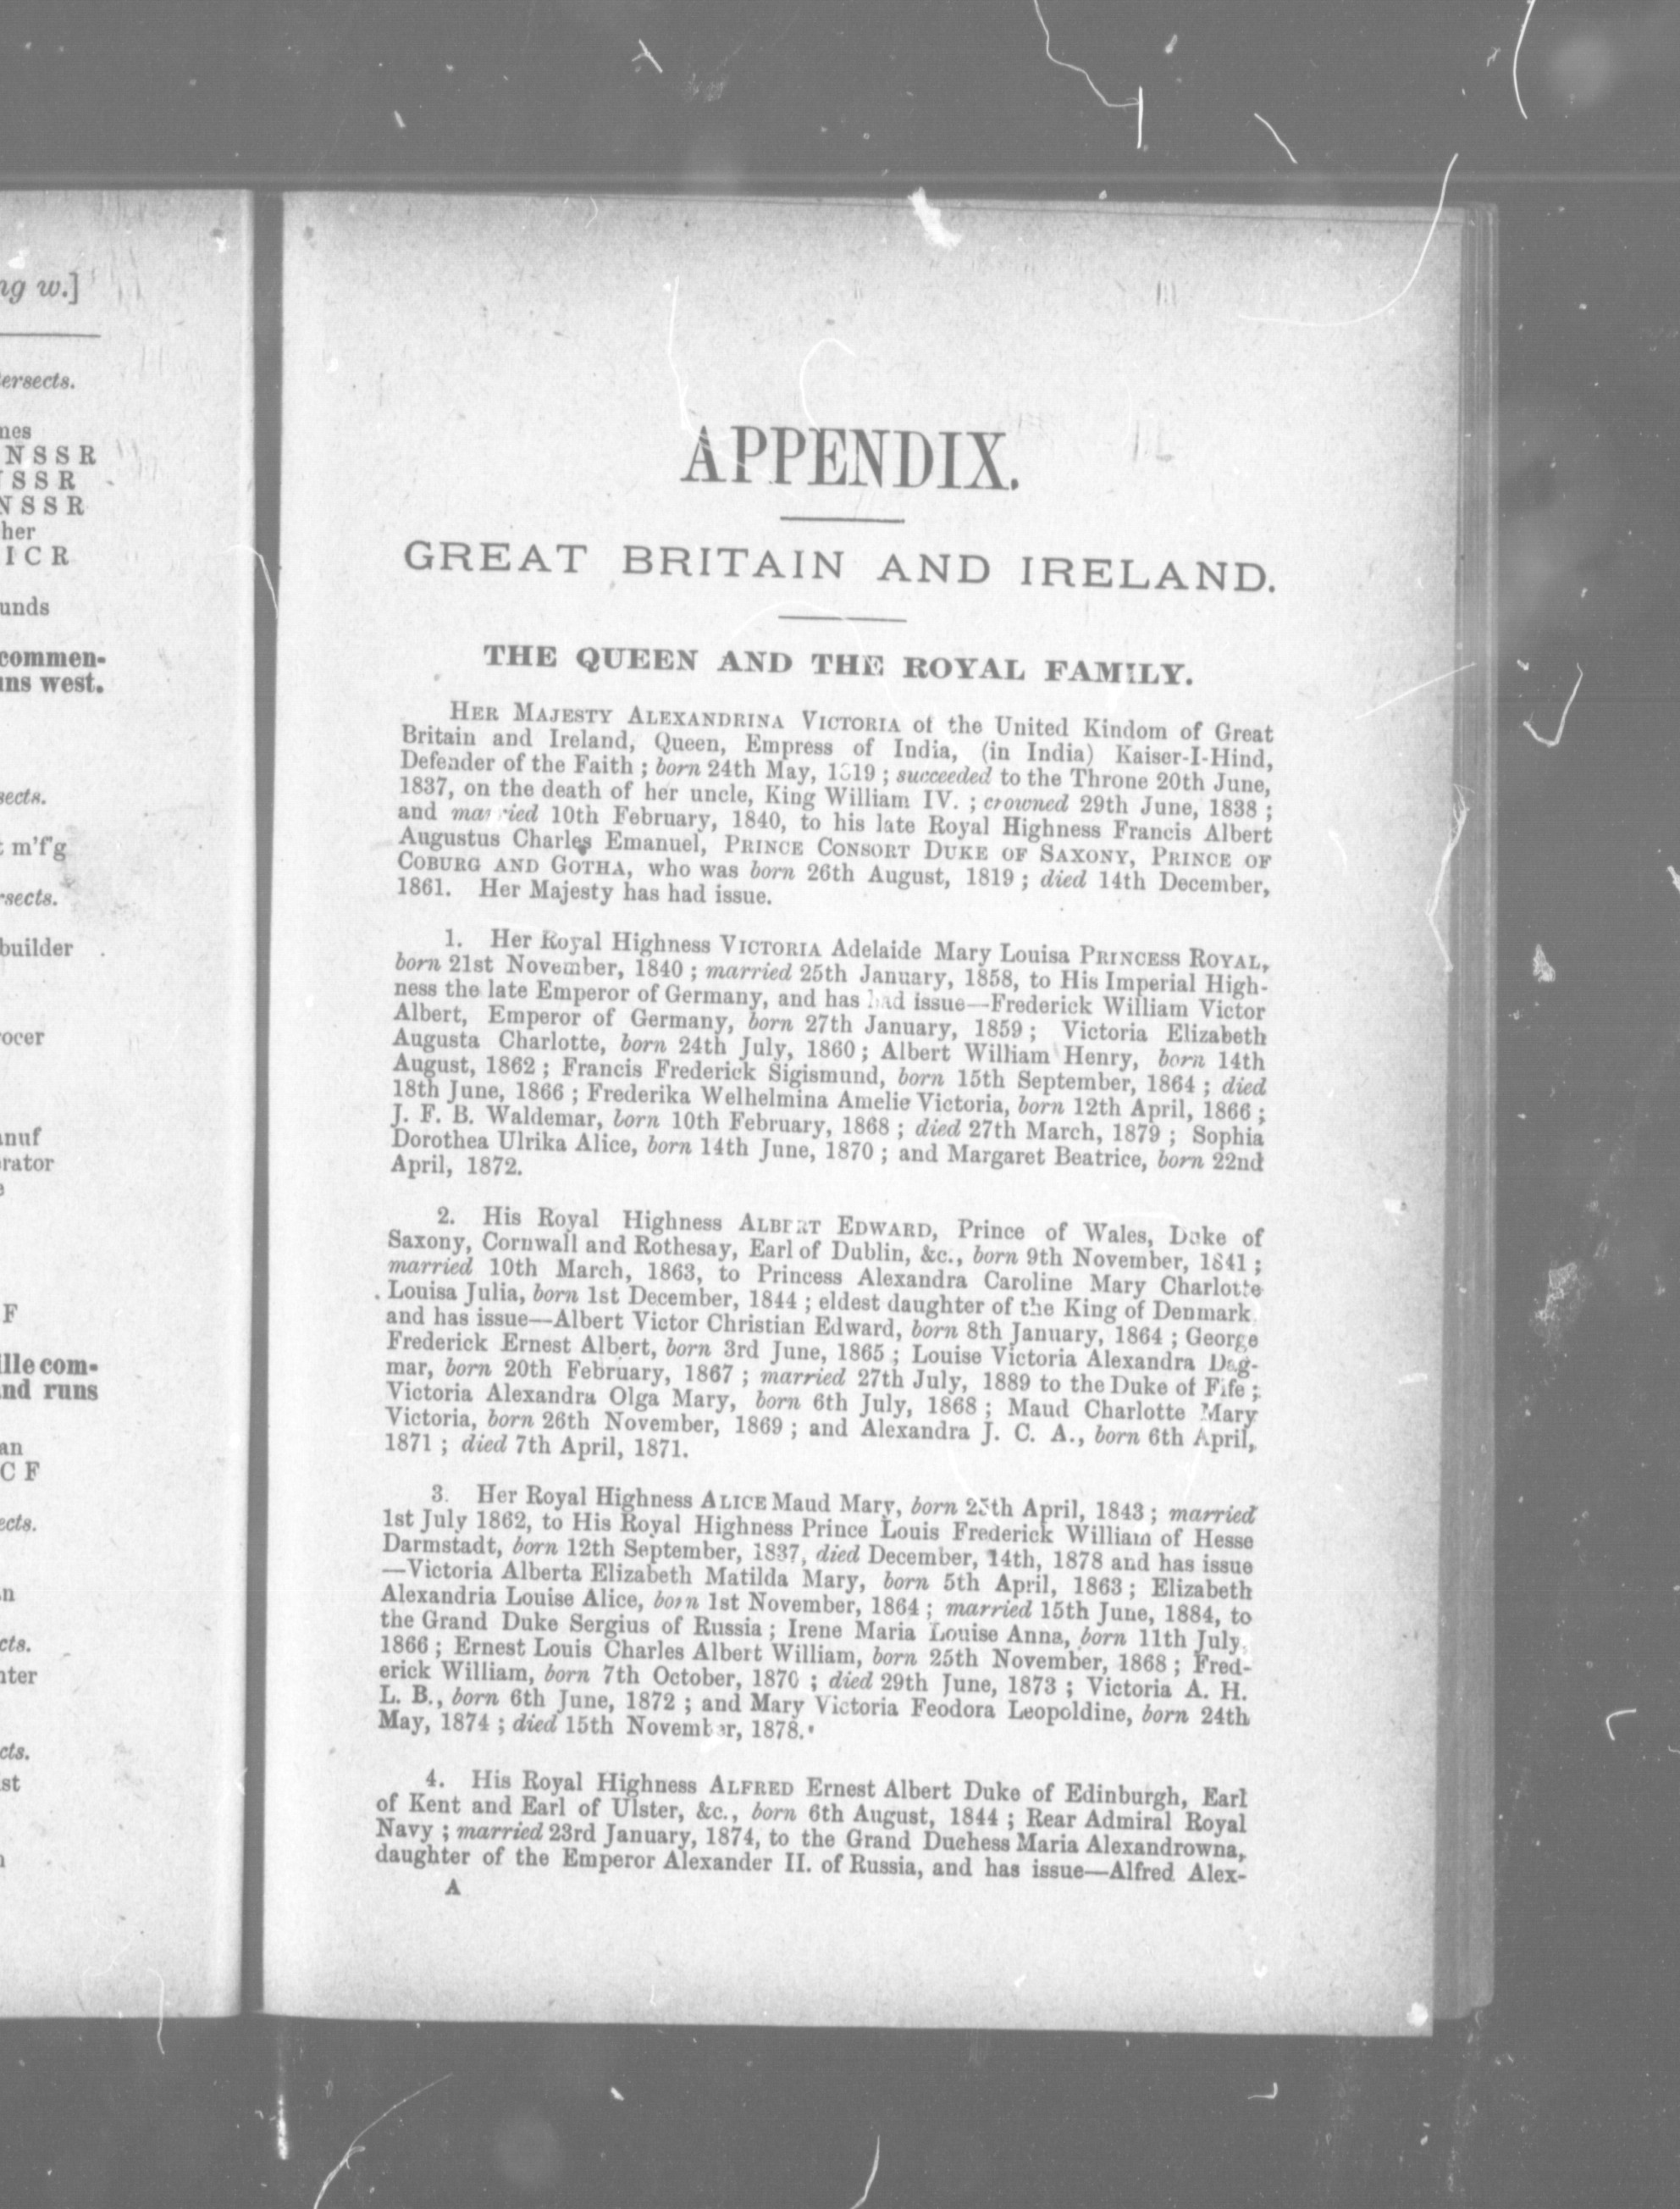 ng w.]
ersects.
nes
N S S R
S S R
N S S R
her
I C R
unds
commen-
uns west.
sects.
t m'f'g
rsects.
builder
ocer
anuf
rator
e
F
ille com-
and runs
an
C F
ects.
n
cts.
nter
cts.
st
APPENDIX.
GREAT BRITAIN AND IRELAND.
THE QUEEN AND THE ROYAL FAMILY.
HER MAJESTY ALEXANDRINA VICTORIA of the United Kindom of Great
Britain and Ireland, Queen, Empress of India, (in India) Kaiser-I-Hind,
Defender of the Faith ; born 24th May, 1819 ; succeeded to the Throne 20th June,
1837, on the death of her uncle, King William IV. ; crowned 29th June, 1838 ;
and married 10th February, 1840, to his late Royal Highness Francis Albert
Augustus Charles Emanuel, PRINCE CONSORT DUKE OF SAXONY, PRINCE OF
COBURG AND GOTHA, who was born 26th August, 1819 ; died 14th December,
1861. Her Majesty has had issue.
1. Her Royal Highness VICTORIA Adelaide Mary Louisa PRINCESS ROYAL,
born 21st November, 1840 ; married 25th January, 1858, to His Imperial High-
ness the late Emperor of Germany, and has had issue—Frederick William Victor
Albert, Emperor of Germany, born 27th January, 1859 ; Victoria Elizabeth
Augusta Charlotte, born 24th July, 1860 ; Albert William Henry, born 14th
August, 1862 ; Francis Frederick Sigismund, born 15th September, 1864 ; died
18th June, 1866 ; Frederika Welhelmina Amelie Victoria, born 12th April, 1866 ;
J. F. B. Waldemar, born 10th February, 1868 ; died 27th March, 1879 ; Sophia
Dorothea Ulrika Alice, born 14th June, 1870 ; and Margaret Beatrice, born 22nd
April, 1872.
2. His Royal Highness ALBERT EDWARD, Prince of Wales, Duke of
Saxony, Cornwall and Rothesay, Earl of Dublin, &c., born 9th November, 1841 ;
married 10th March, 1863, to Princess Alexandra Caroline Mary Charlotte
Louisa Julia, born 1st December, 1844 ; eldest daughter of the King of Denmark
and has issue—Albert Victor Christian Edward, born 8th January, 1864 ; George
Frederick Ernest Albert, born 3rd June, 1865 ; Louise Victoria Alexandra Dag-
mar, born 20th February, 1867 ; married 27th July, 1889 to the Duke of Fife ;
Victoria Alexandra Olga Mary, born 6th July, 1868 ; Maud Charlotte Mary
Victoria, born 26th November, 1869 ; and Alexandra J. C. A., born 6th April,
1871 ; died 7th April, 1871.
3. Her Royal Highness ALICE Maud Mary, born 25th April, 1843 ; married
1st July 1862, to His Royal Highness Prince Louis Frederick William of Hesse
Darmstadt, born 12th September, 1837, died December, 14th, 1878 and has issue
—Victoria Alberta Elizabeth Matilda Mary, born 5th April, 1863 ; Elizabeth
Alexandria Louise Alice, born 1st November, 1864 ; married 15th June, 1884, to
the Grand Duke Sergius of Russia ; Irene Maria Louise Anna, born 11th July,
1866 ; Ernest Louis Charles Albert William, born 25th November, 1868 ; Fred-
erick William, born 7th October, 1870 ; died 29th June, 1873 ; Victoria A. H.
L. B., born 6th June, 1872 ; and Mary Victoria Feodora Leopoldine, born 24th
May, 1874 ; died 15th November, 1878.
4. His Royal Highness ALFRED Ernest Albert Duke of Edinburgh, Earl
of Kent and Earl of Ulster, &c., born 6th August, 1844 ; Rear Admiral Royal
Navy ; married 23rd January, 1874, to the Grand Duchess Maria Alexandrowna,
daughter of the Emperor Alexander II. of Russia, and has issue—Alfred Alex-
A